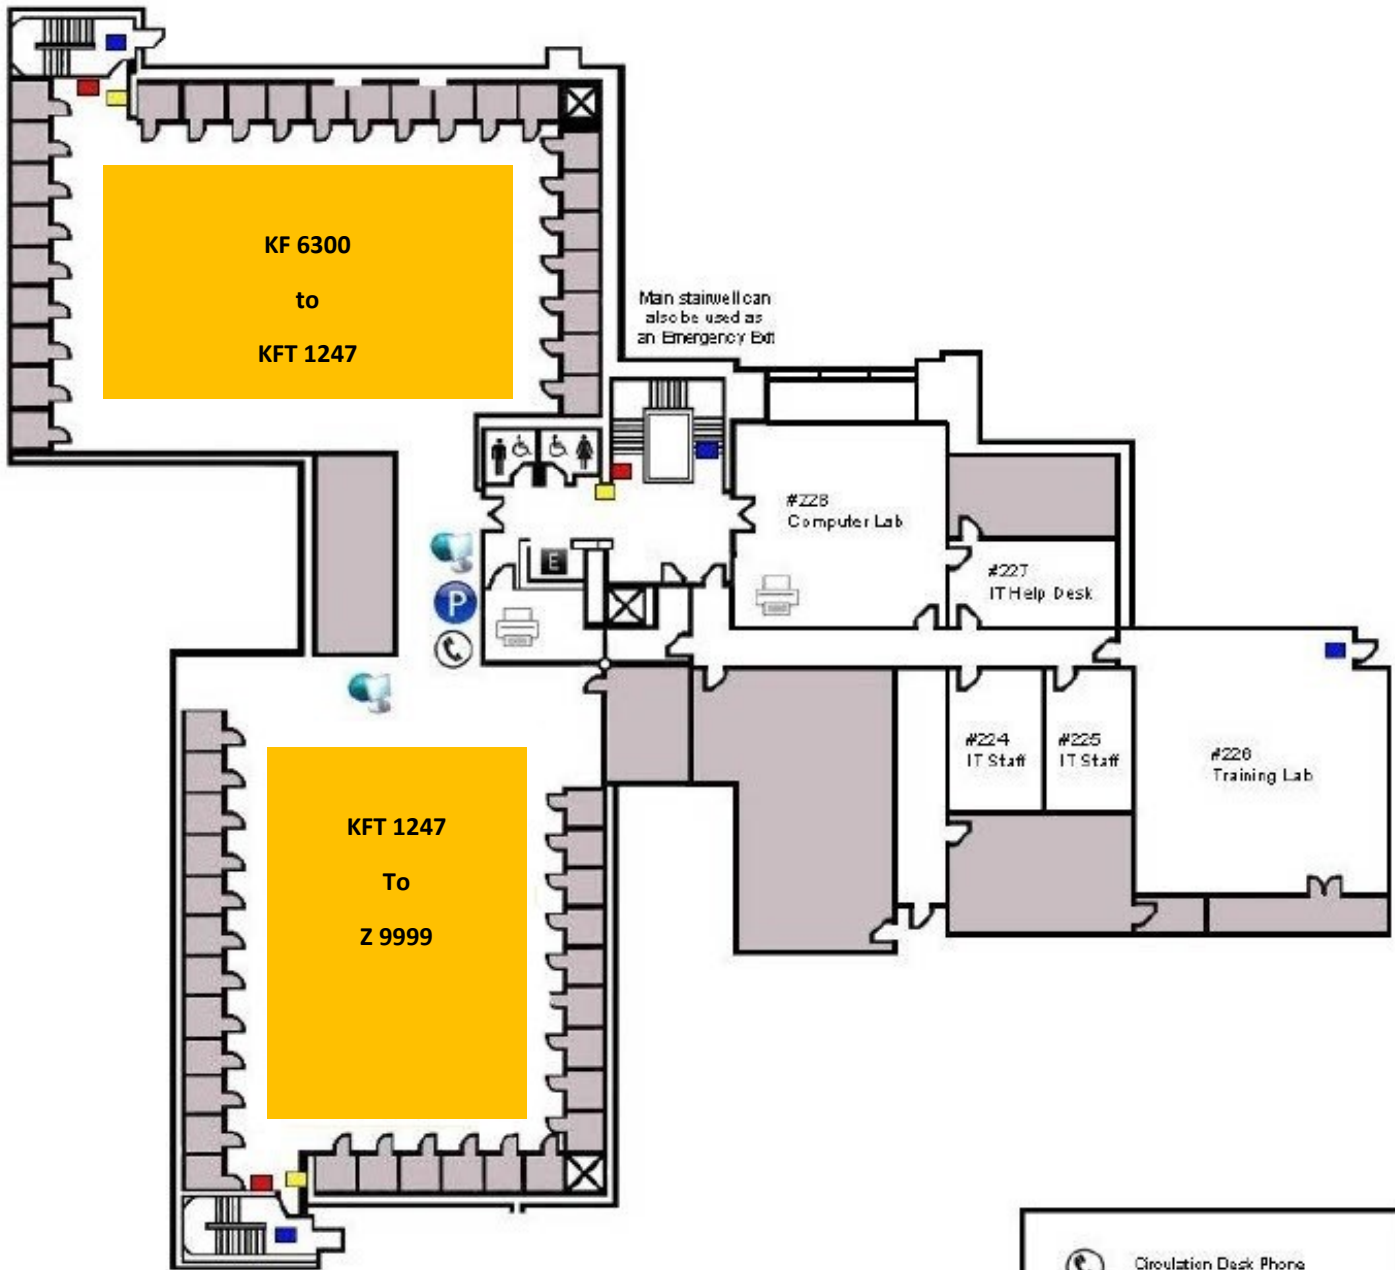 KF 6300
to
KFT 1247
Main stairwell can
also be used as
an Emergency Exit
#228
Computer Lab
E
#227
IT Help Desk
P
#224
IT Staff
#225
IT Staff
#226
Training Lab
KFT 1247
To
Z 9999
Circulation Desk Phone